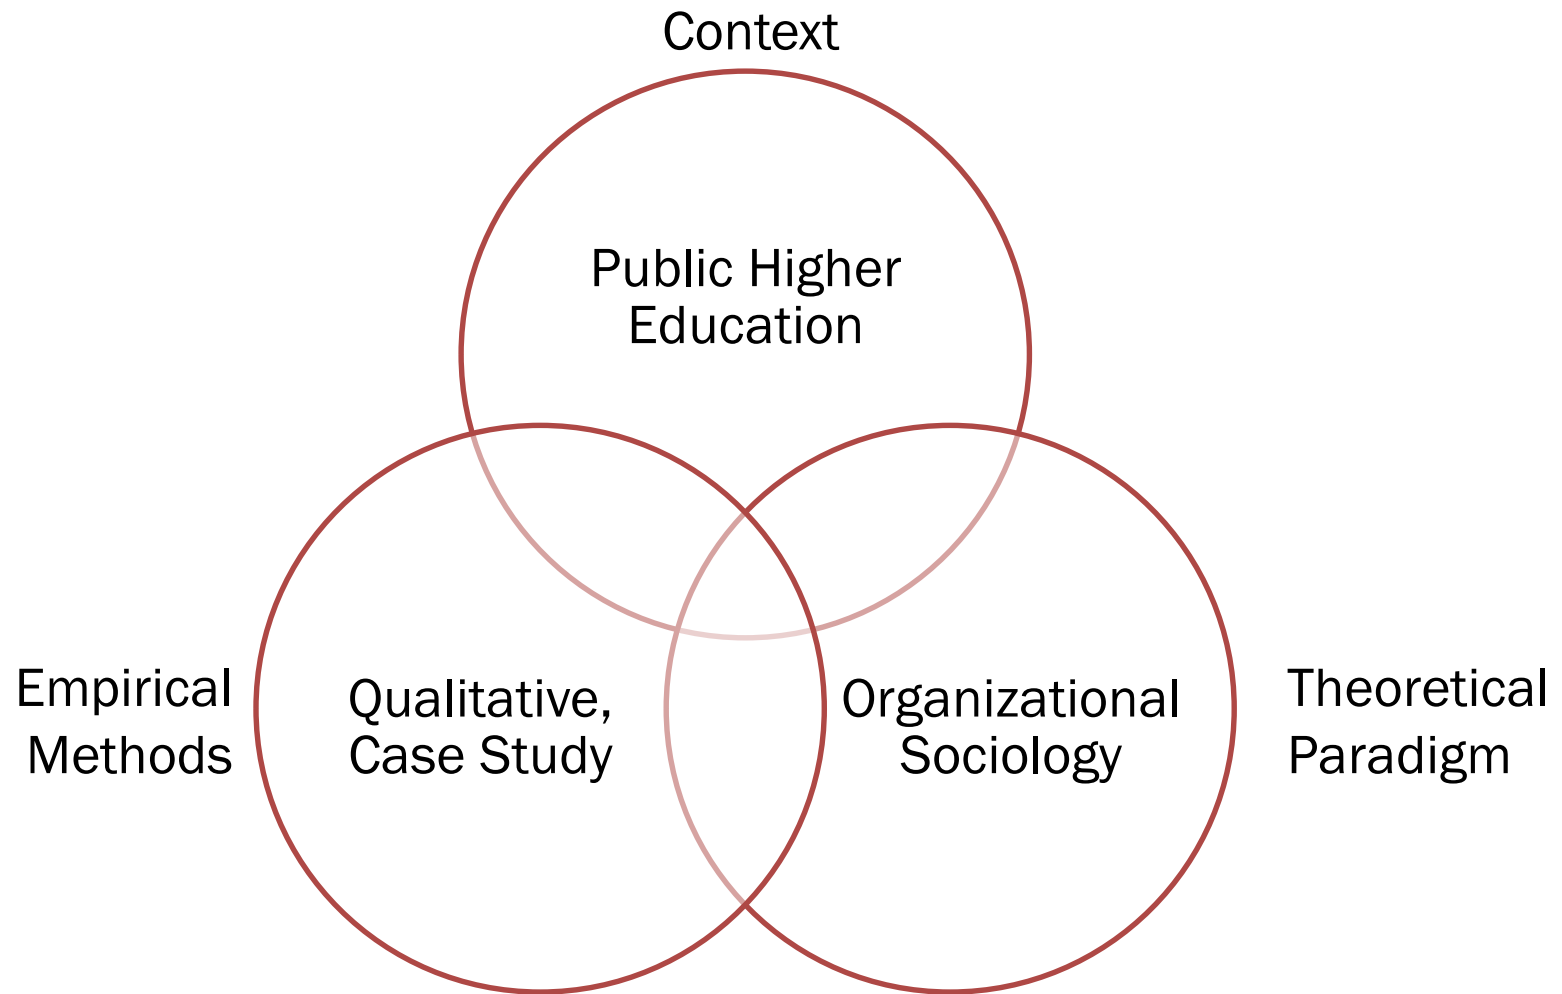 Context
Public Higher
Education
Empirical
Methods
Qualitative,
Case Study
Organizational
Sociology
Theoretical
Paradigm